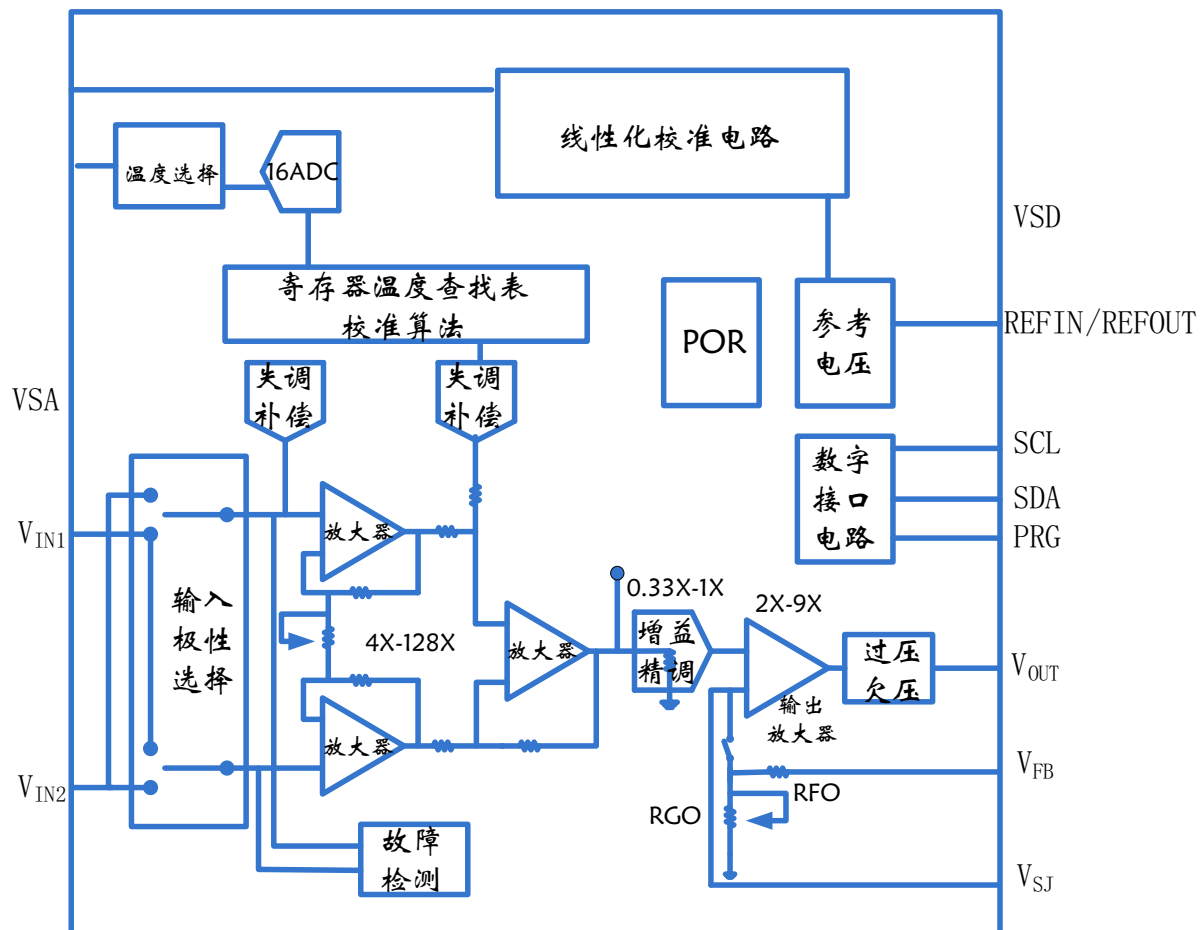 线性化校准电路
温度选择
16ADC
VSD
寄存器温度查找表
校准算法
POR
参考
电压
REFIN/REFOUT
VSA
失调
补偿
失调
补偿
数字
接口
电路
SCL
SDA
PRG
VIN1
放大器
输入
极性
选择
4X-128X
放大器
0.33X-1X
增益
精调
2X-9X
输出
放大器
过压
欠压
VOUT
放大器
VIN2
VFB
RFO
RGO
故障
检测
VSJ